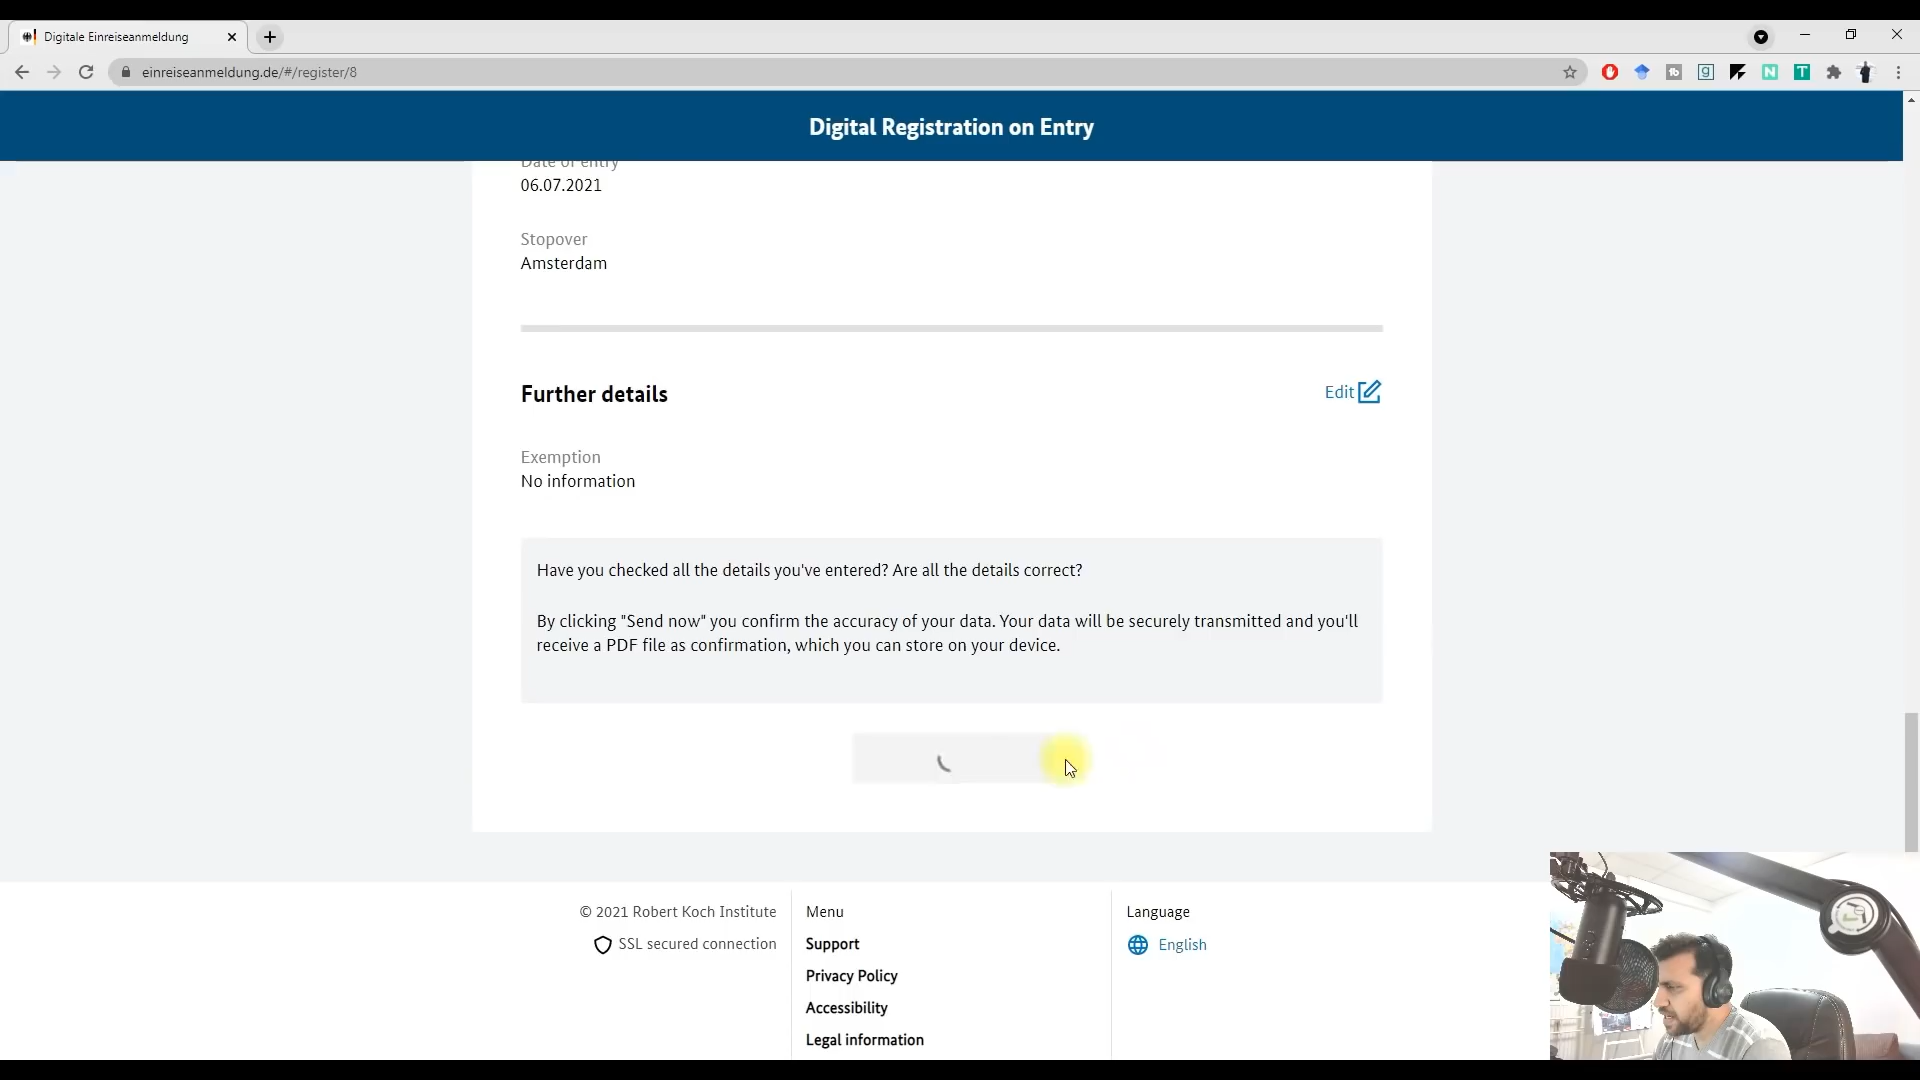 Digitale Einreiseanmeldung
einreiseanmeldung.de/#/register/8
Digital Registration on Entry
Date of entry
06.07.2021
Stopover
Amsterdam
Further details
Edit
Exemption
No information
Have you checked all the details you've entered? Are all the details correct?
By clicking "Send now" you confirm the accuracy of your data. Your data will be securely transmitted and you'll
receive a PDF file as confirmation, which you can store on your device.
© 2021 Robert Koch Institute
SSL secured connection
Menu
Support
Privacy Policy
Accessibility
Legal information
Language
English